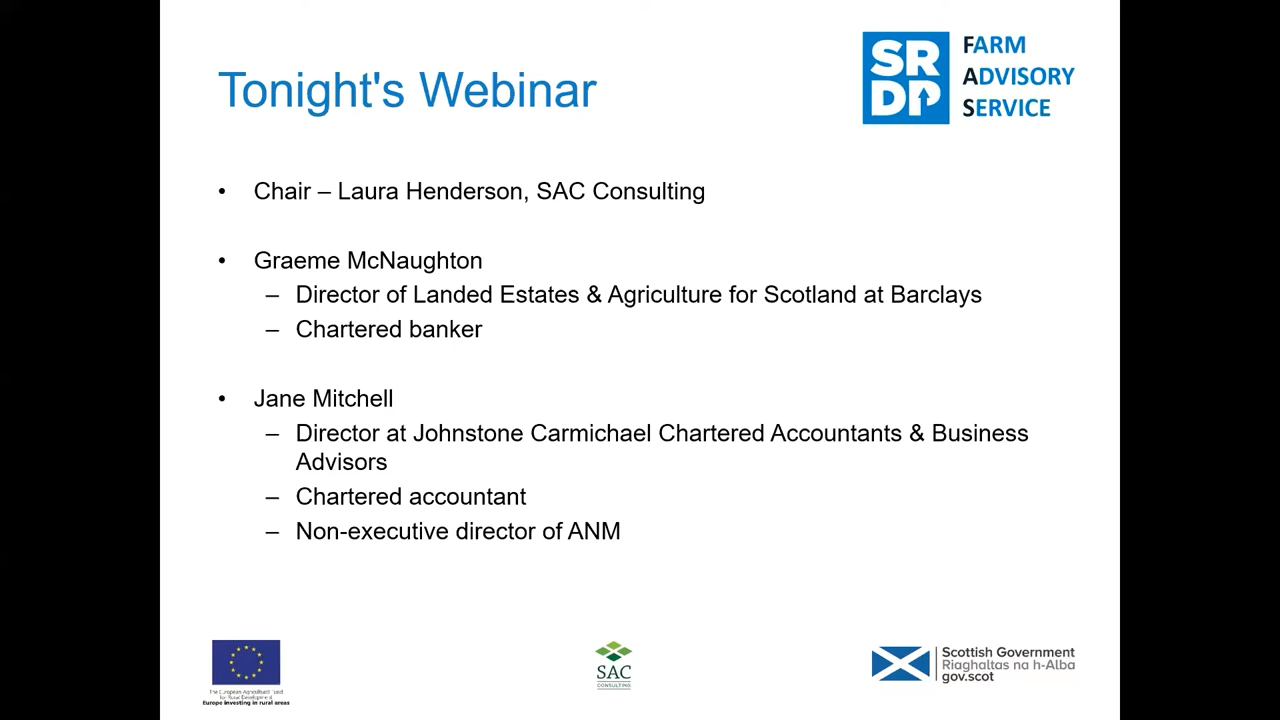 Tonight's Webinar
SR
DP
FARM
ADVISORY
SERVICE
• Chair – Laura Henderson, SAC Consulting
• Graeme McNaughton
– Director of Landed Estates & Agriculture for Scotland at Barclays
– Chartered banker
• Jane Mitchell
– Director at Johnstone Carmichael Chartered Accountants & Business
Advisors
– Chartered accountant
– Non-executive director of ANM
The European Agricultural Fund
for Rural Development
Europe investing in rural areas
SAC
CONSULTING
Scottish Government
Riaghaltas na h-Alba
gov.scot